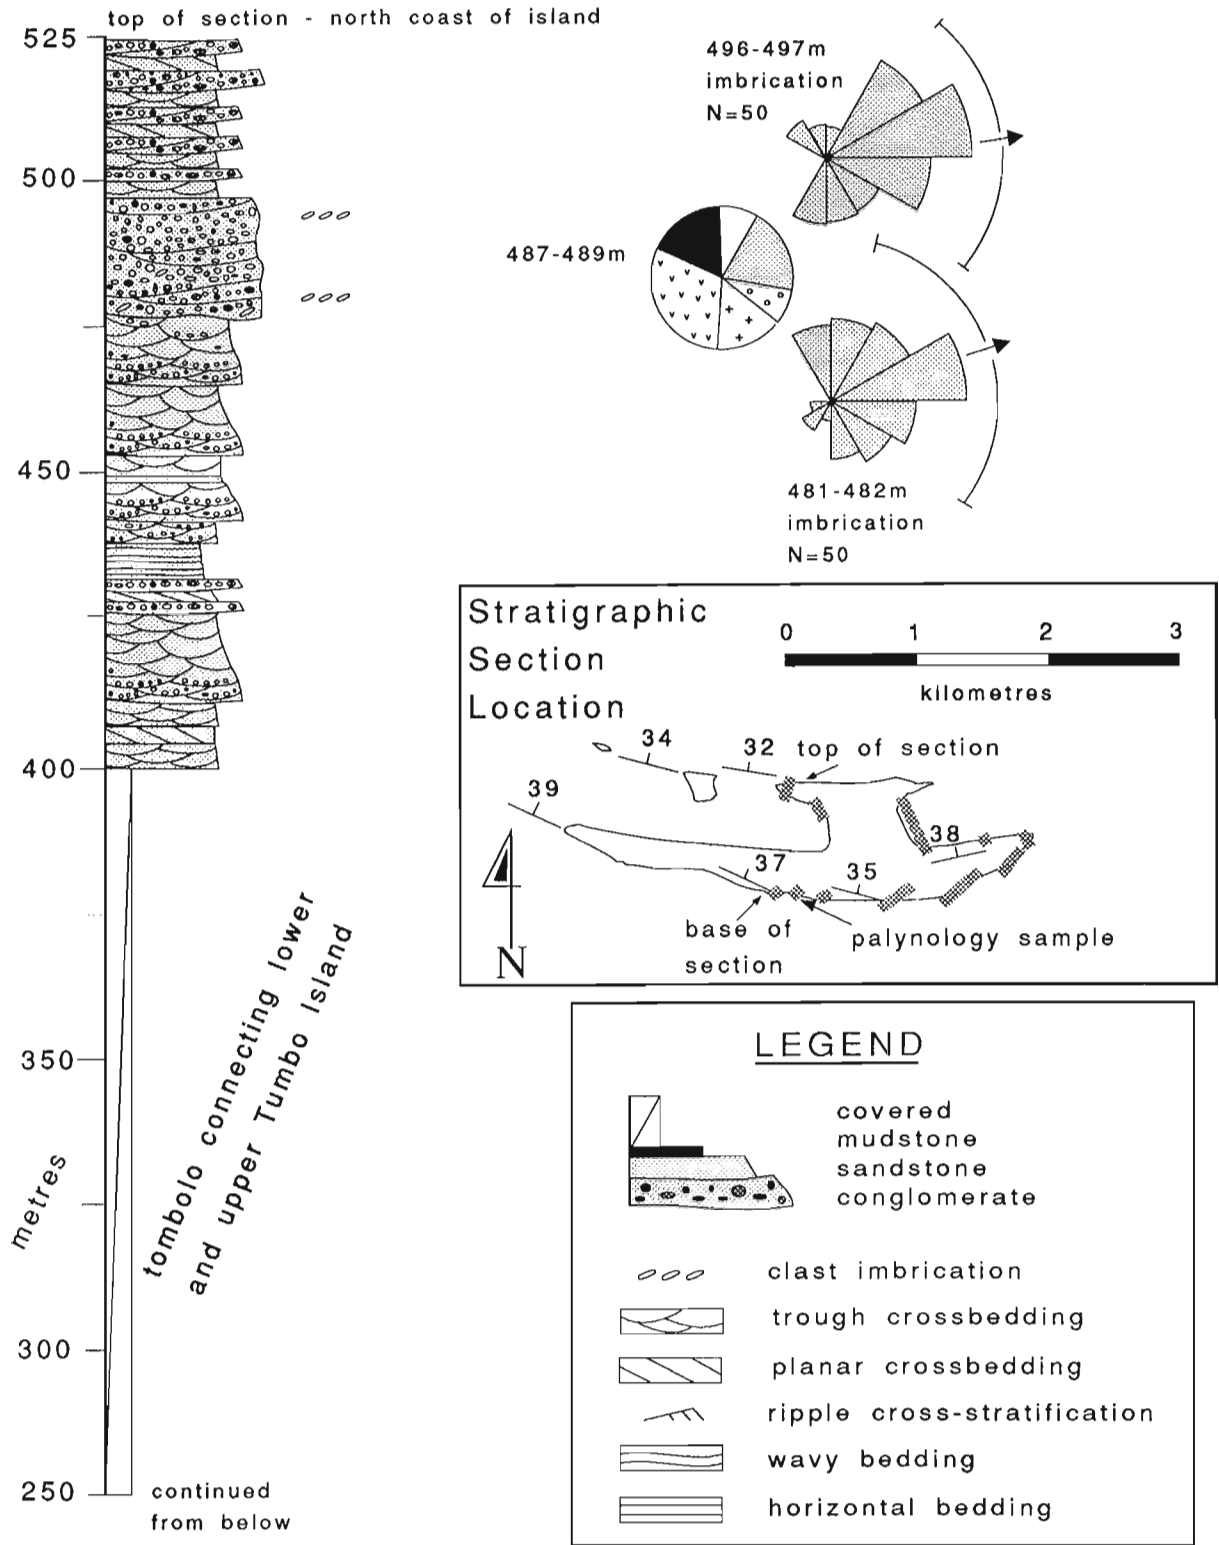 top of section - north coast of island
525
500
450
400
350
300
250
metres
tombolo connecting lower
and upper Tumbo Island
continued
from below
496-497m
imbrication
N=50
487-489m
481-482m
imbrication
N=50
Stratigraphic
Section
Location
0 1 2 3
kilometres
34
32
top of section
39
38
37
35
base of
section
palynology sample
N
LEGEND
covered
mudstone
sandstone
conglomerate
clast imbrication
trough crossbedding
planar crossbedding
ripple cross-stratification
wavy bedding
horizontal bedding